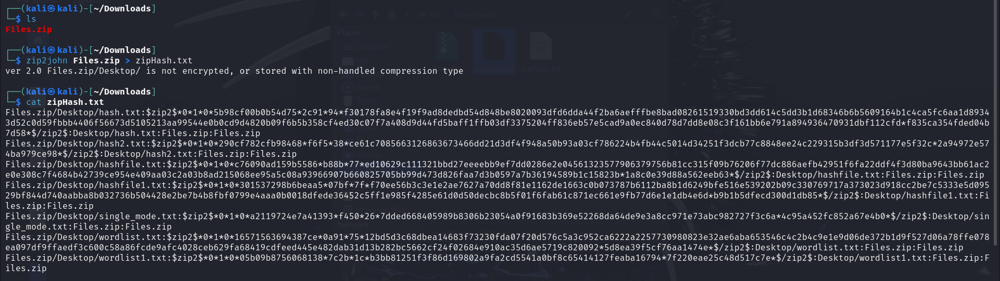 ┌──(kali㉿kali)-[~/Downloads]
└─$ ls
Files.zip
┌──(kali㉿kali)-[~/Downloads]
└─$ zip2john Files.zip > zipHash.txt
ver 2.0 Files.zip/Desktop/ is not encrypted, or stored with non-handled compression type
┌──(kali㉿kali)-[~/Downloads]
└─$ cat zipHash.txt
Files.zip/Desktop/hash.txt:$zip2$*0*1*0*5b98cf00b0b54d75*2c91*94*f30178fa8e4f19f9ad8dedbd54d848be8020093dfd6dda44f2ba6aefffbe8bad08261519330bd3dd614c5dd3b1d68346b6b5609164b1c4ca5fc6aa1d89344
3d52c0d59fbbb4406f56673d5105213aa99544e0b0cd9d4820b09f6b5b358cf4ed30c07f7a408d9d44fd5baff1ffb03df3375204ff836eb57e5cad9a0ec840d78d7dd8e08c3f161bb6e791a894936470931dbf112cfd*f835ca354fded04b
7d58*$/zip2$:Desktop/hash.txt:Files.zip:Files.zip
Files.zip/Desktop/hash2.txt:$zip2$*0*1*0*290cf782cfb98468*f6f5*38*ce61c7085663126863673466dd21d3df4f948a50b93a03cf786224b4fb44c5014d34251f3dcb77c8848ee24c229315b3df3d571177e5f32c*2a94972e57
4ba979ce98*$/zip2$:Desktop/hash2.txt:Files.zip:Files.zip
Files.zip/Desktop/hashfile.txt:$zip2$*0*1*0*c76090ad159b5586*b88b*77*ed10629c111321bbd27eeeebb9ef7dd0286e2e04561323577906379756b81cc315f09b76206f77dc886aefb42951f6fa22ddf4f3d80ba9643bb61ac2
e0e308c7f4684b42739ce954e409aa03c2a03b8ad215068ee95a5c08a93966907b660825705bb99d473d826faa7d3b0597a7b36194589b1c15823b*1a8c0e39d88a562eeb63*$/zip2$:Desktop/hashfile.txt:Files.zip:Files.zip
Files.zip/Desktop/hashfile1.txt:$zip2$*0*1*0*301537298b6beaa5*07bf*7f*f70ee56b3c3e1e2ae7627a70dd8f81e1162de1663c0b073787b6112ba8b1d6249bfe516e539202b09c330769717a373023d918cc2be7c5333e5d095
29bf844d740aabba8b032736b504428e2be7b4b8fbf0799e4aaa0b0018dfede36452c5ff1e985f4285e61d0d50decbc8b5f01f6fab61c871ec661e9fb77d6e1e1db4e6d*b9b1b5dfecd300d1db85*$/zip2$:Desktop/hashfile1.txt:Fi
les.zip:Files.zip
Files.zip/Desktop/single_mode.txt:$zip2$*0*1*0*a2119724e7a41393*f450*26*7dded668405989b8306b23054a0f91683b369e52268da64de9e3a8cc971e73abc982727f3c6a*4c95a452fc852a67e4b0*$/zip2$:Desktop/sin
gle_mode.txt:Files.zip:Files.zip
Files.zip/Desktop/wordlist.txt:$zip2$*0*1*0*16571563694387ce*0a91*75*12bd5d3c68dbea14683f73230fda07f20d576c5a3c952ca6222a2257730980823e32ae6aba653546c4c2b4c9e1e9d06de372b1d9f527d06a78ffe078
ea097df9ffaedf3c600c58a86fcde9afc4028ceb629fa68419cdfeed445e482dab31d13b282bc5662cf24f02684e910ac35d6ae5719c820092*5d8ea39f5cf76aa1474e*$/zip2$:Desktop/wordlist.txt:Files.zip:Files.zip
Files.zip/Desktop/wordlist1.txt:$zip2$*0*1*0*05b09b8756068138*7c2b*1c*b3bb81251f3f86d169802a9fa2cd5541a0bf8c65414127feaba16794*7f220eae25c48d517c7e*$/zip2$:Desktop/wordlist1.txt:Files.zip:F
iles.zip